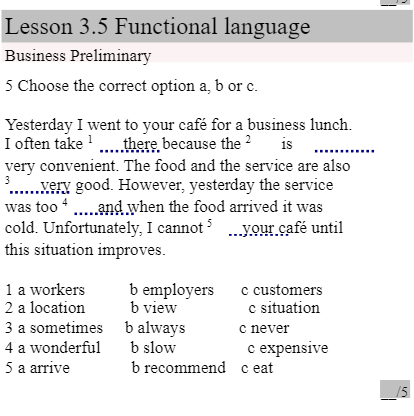 __/5
Lesson 3.5 Functional language
Business Preliminary
5 Choose the correct option a, b or c.
Yesterday I went to your café for a business lunch.
I often take 1 ......there because the 2 is ............
very convenient. The food and the service are also
3.......very good. However, yesterday the service
was too 4 .....and when the food arrived it was
cold. Unfortunately, I cannot 5 ...your café until
this situation improves.
1 a workers b employers c customers
2 a location b view c situation
3 a sometimes b always c never
4 a wonderful b slow c expensive
5 a arrive b recommend c eat
__/5